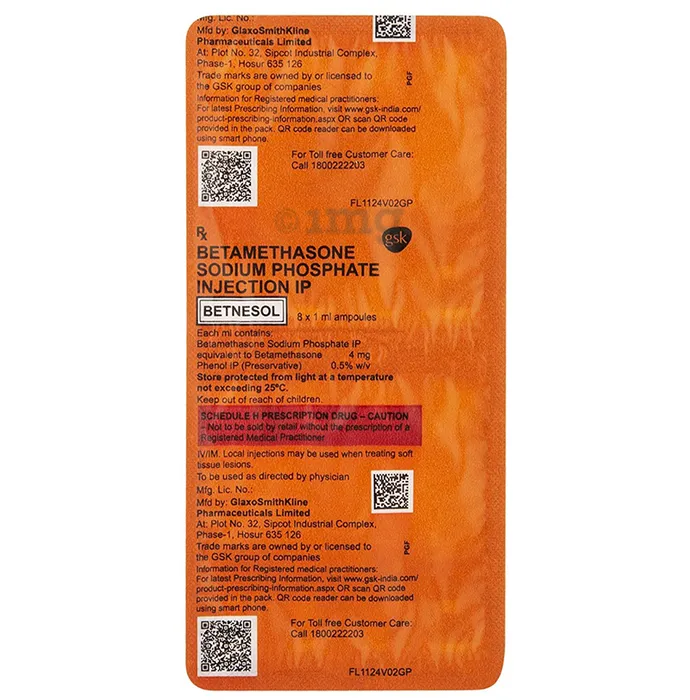 Mfg. Lic. No.:
Mfd by: GlaxoSmithKline
Pharmaceuticals Limited
At: Plot No. 32, Sipcot Industrial Complex,
Phase-1, Hosur 635 126
Trade marks are owned by or licensed to
the GSK group of companies
PGF
Information for Registered medical practitioners:
For latest Prescribing Information, visit www.gsk-india.com/
product-prescribing-information.aspx OR scan QR code
provided in the pack. QR code reader can be downloaded
using smart phone.
For Toll free Customer Care:
Call 1800222203
FL1124V02GP
1mg
gsk
Rx
BETAMETHASONE
SODIUM PHOSPHATE
INJECTION IP
BETNESOL 8 x 1 ml ampoules
Each ml contains:
Betamethasone Sodium Phosphate IP
equivalent to Betamethasone 4 mg
Phenol IP (Preservative) 0.5% w/v
Store protected from light at a temperature
not exceeding 25°C.
Keep out of reach of children.
SCHEDULE H PRESCRIPTION DRUG – CAUTION
– Not to be sold by retail without the prescription of a
Registered Medical Practitioner
IV/IM. Local injections may be used when treating soft
tissue lesions.
To be used as directed by physician
Mfg. Lic. No.:
Mfd by: GlaxoSmithKline
Pharmaceuticals Limited
At: Plot No. 32, Sipcot Industrial Complex,
Phase-1, Hosur 635 126
Trade marks are owned by or licensed to
the GSK group of companies
PGF
Information for Registered medical practitioners:
For latest Prescribing Information, visit www.gsk-india.com/
product-prescribing-information.aspx OR scan QR code
provided in the pack. QR code reader can be downloaded
using smart phone.
For Toll free Customer Care:
Call 1800222203
FL1124V02GP